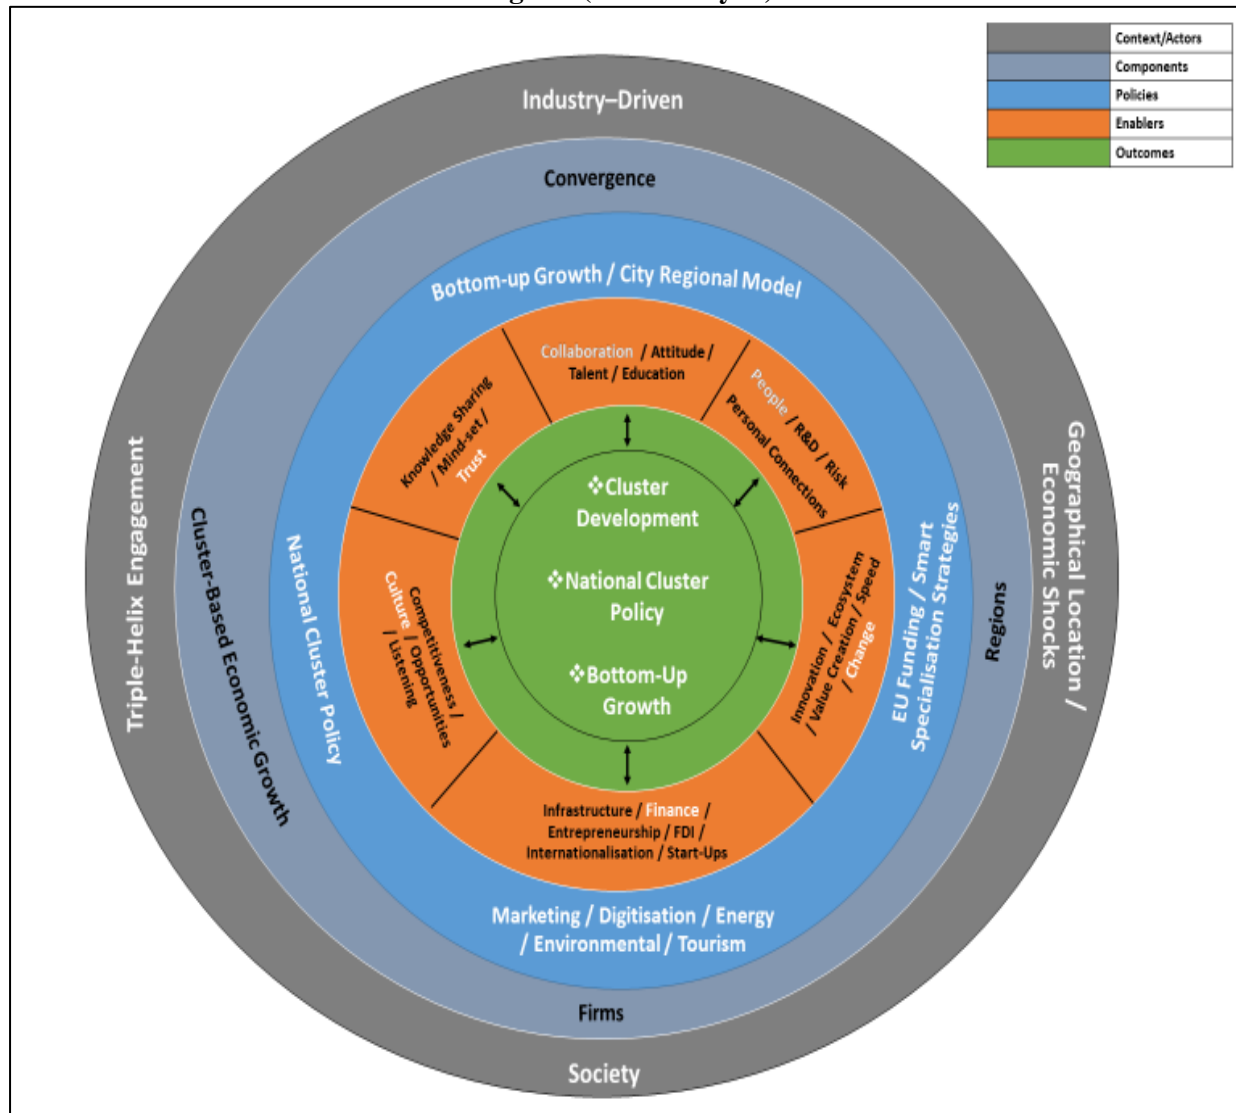 Context/Actors
Components
Policies
Enablers
Outcomes
Industry–Driven
Convergence
Bottom-up Growth / City Regional Model
Collaboration / Attitude /
Talent / Education
People / R&D / Risk
Personal Connections
Knowledge Sharing
/ Mind-set /
Trust
❖Cluster
Development
❖National Cluster
Policy
❖Bottom-Up
Growth
Innovation / Ecosystem
/ Value Creation / Speed
/ Change
Competitiveness /
Culture / Opportunities
/ Listening
Infrastructure / Finance /
Entrepreneurship / FDI /
Internationalisation / Start-Ups
National Cluster Policy
EU Funding / Smart
Specialisation Strategies
Marketing / Digitisation / Energy
/ Environmental / Tourism
Cluster-Based Economic Growth
Regions
Firms
Triple-Helix Engagement
Geographical Location /
Economic Shocks
Society